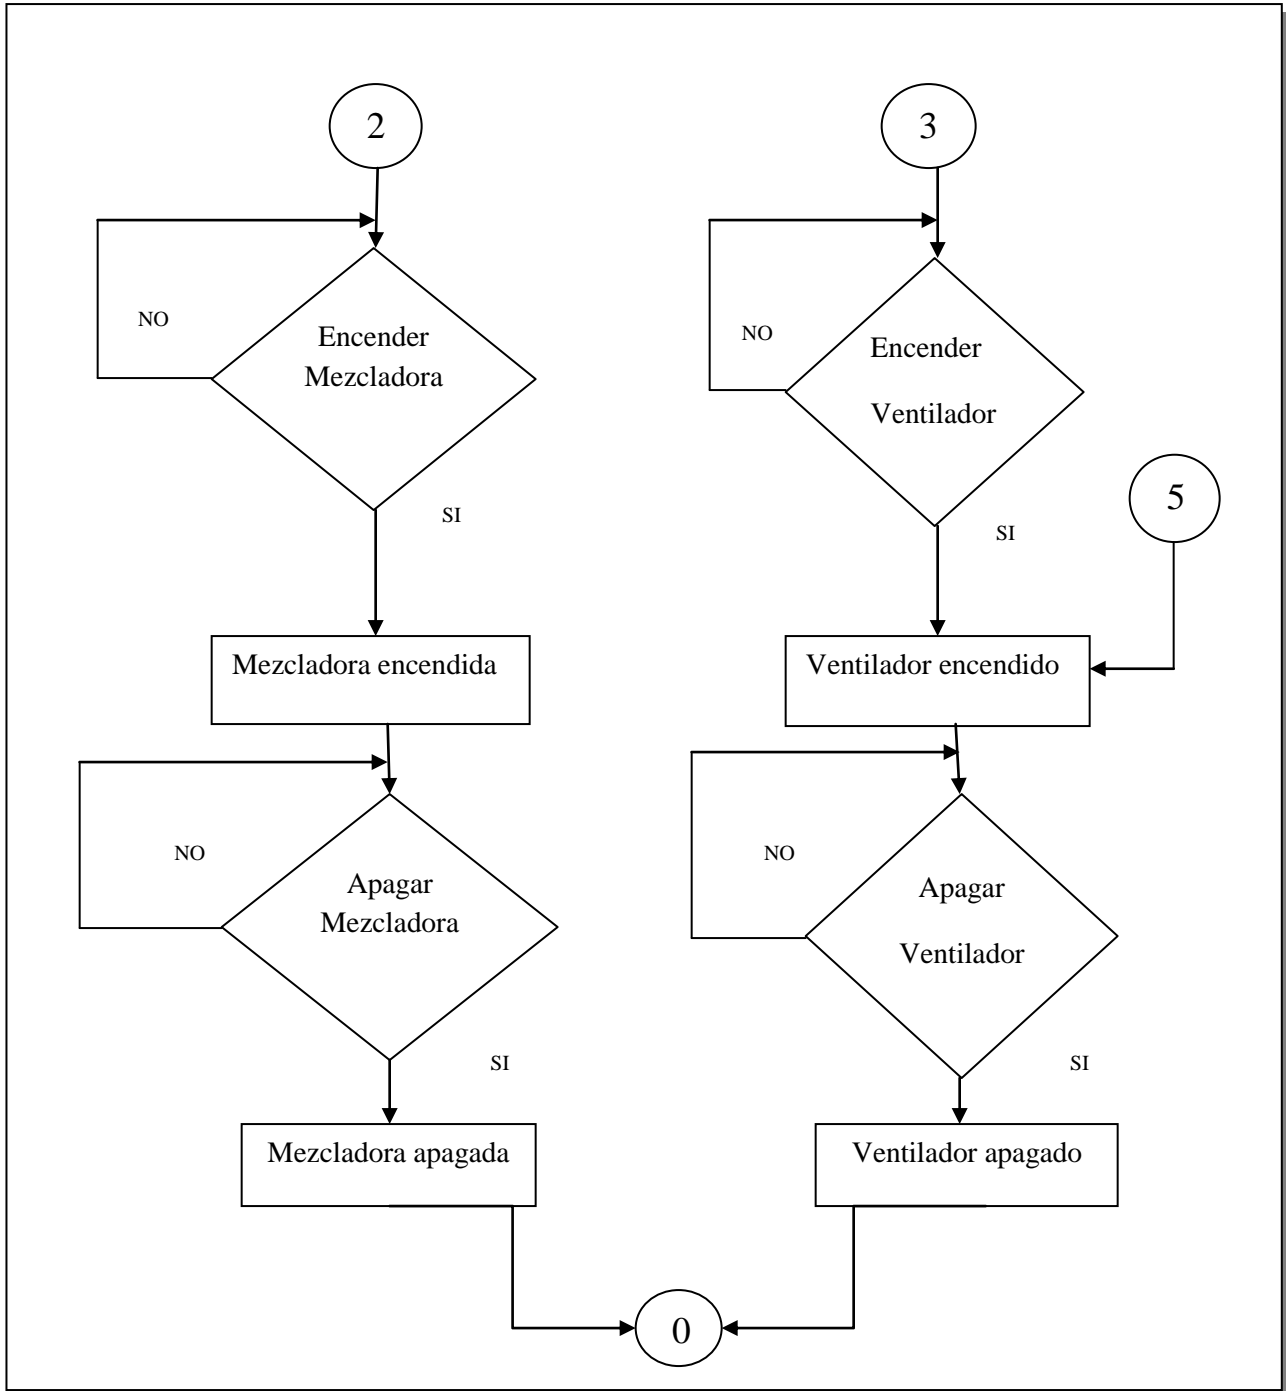 2
3
NO
Encender
Mezcladora
NO
Encender
Ventilador
SI
SI
5
Mezcladora encendida
Ventilador encendido
NO
Apagar
Mezcladora
NO
Apagar
Ventilador
SI
SI
Mezcladora apagada
Ventilador apagado
0